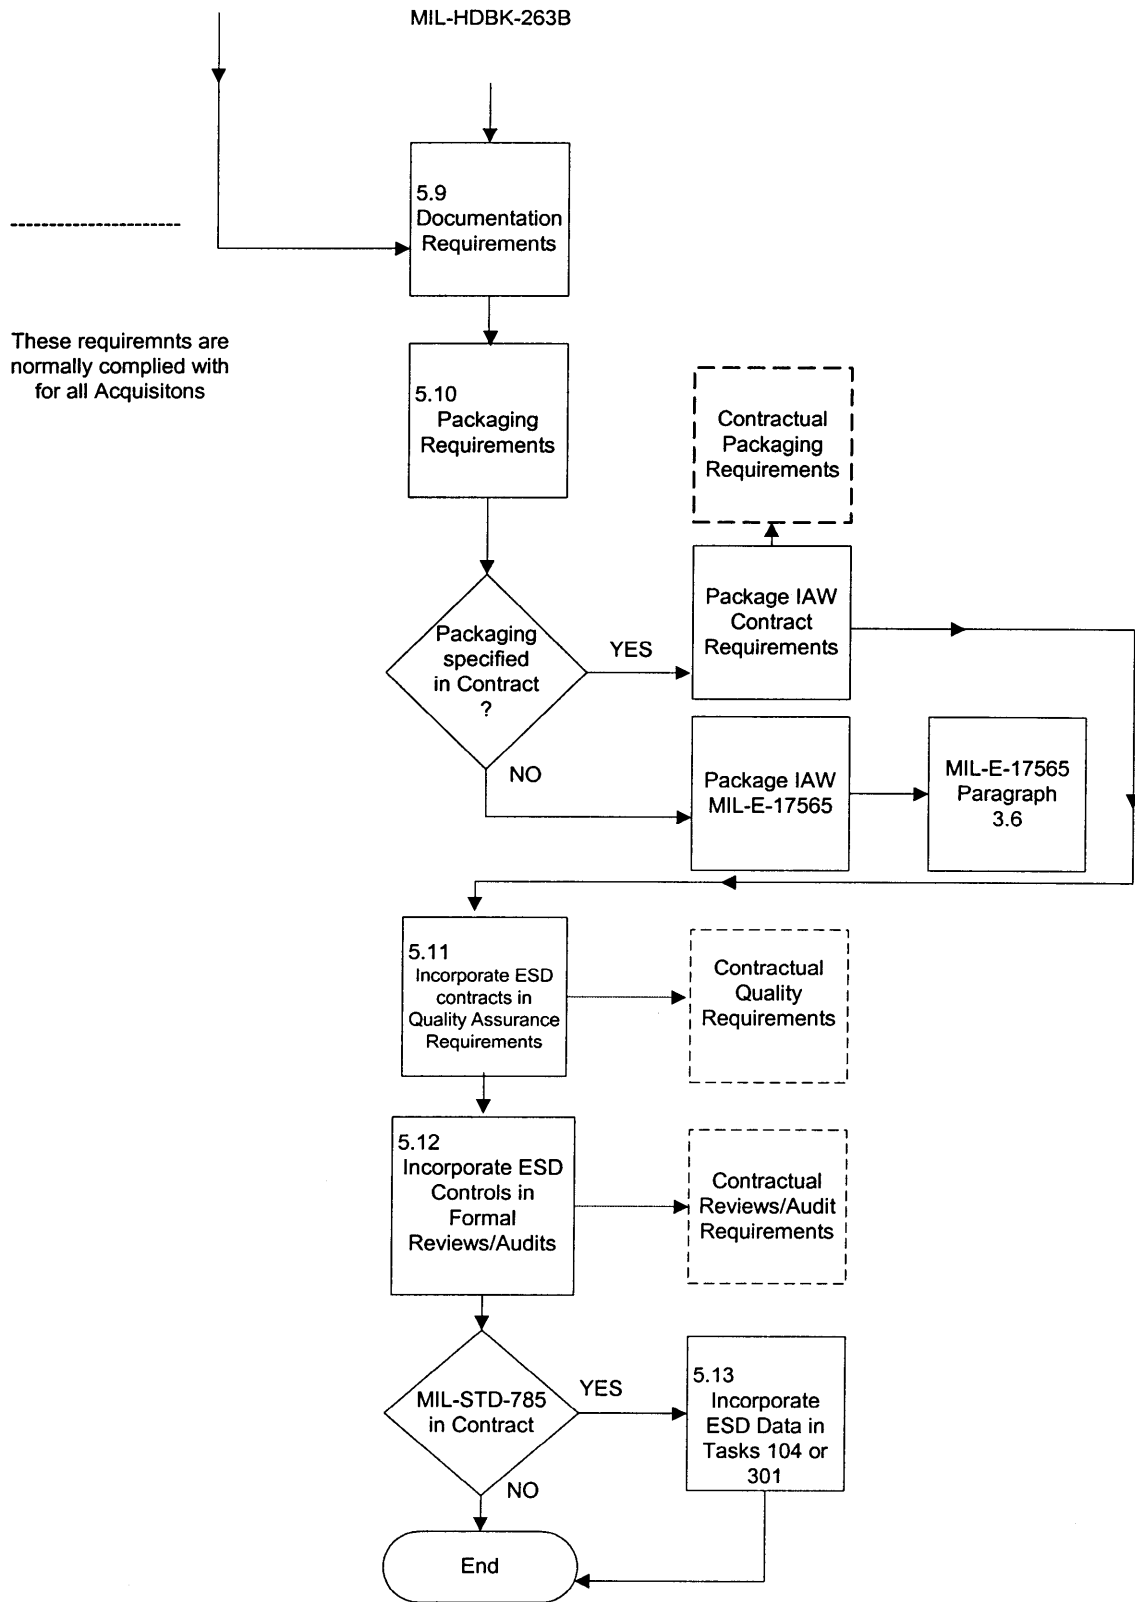 MIL-HDBK-263B
5.9
Documentation
Requirements
These requiremnts are
normally complied with
for all Acquisitons
5.10
Packaging
Requirements
Contractual
Packaging
Requirements
Packaging
specified
in Contract
?
YES
Package IAW
Contract
Requirements
NO
Package IAW
MIL-E-17565
MIL-E-17565
Paragraph
3.6
5.11
Incorporate ESD
contracts in
Quality Assurance
Requirements
Contractual
Quality
Requirements
5.12
Incorporate ESD
Controls in
Formal
Reviews/Audits
Contractual
Reviews/Audit
Requirements
MIL-STD-785
in Contract
YES
5.13
Incorporate
ESD Data in
Tasks 104 or
301
NO
End